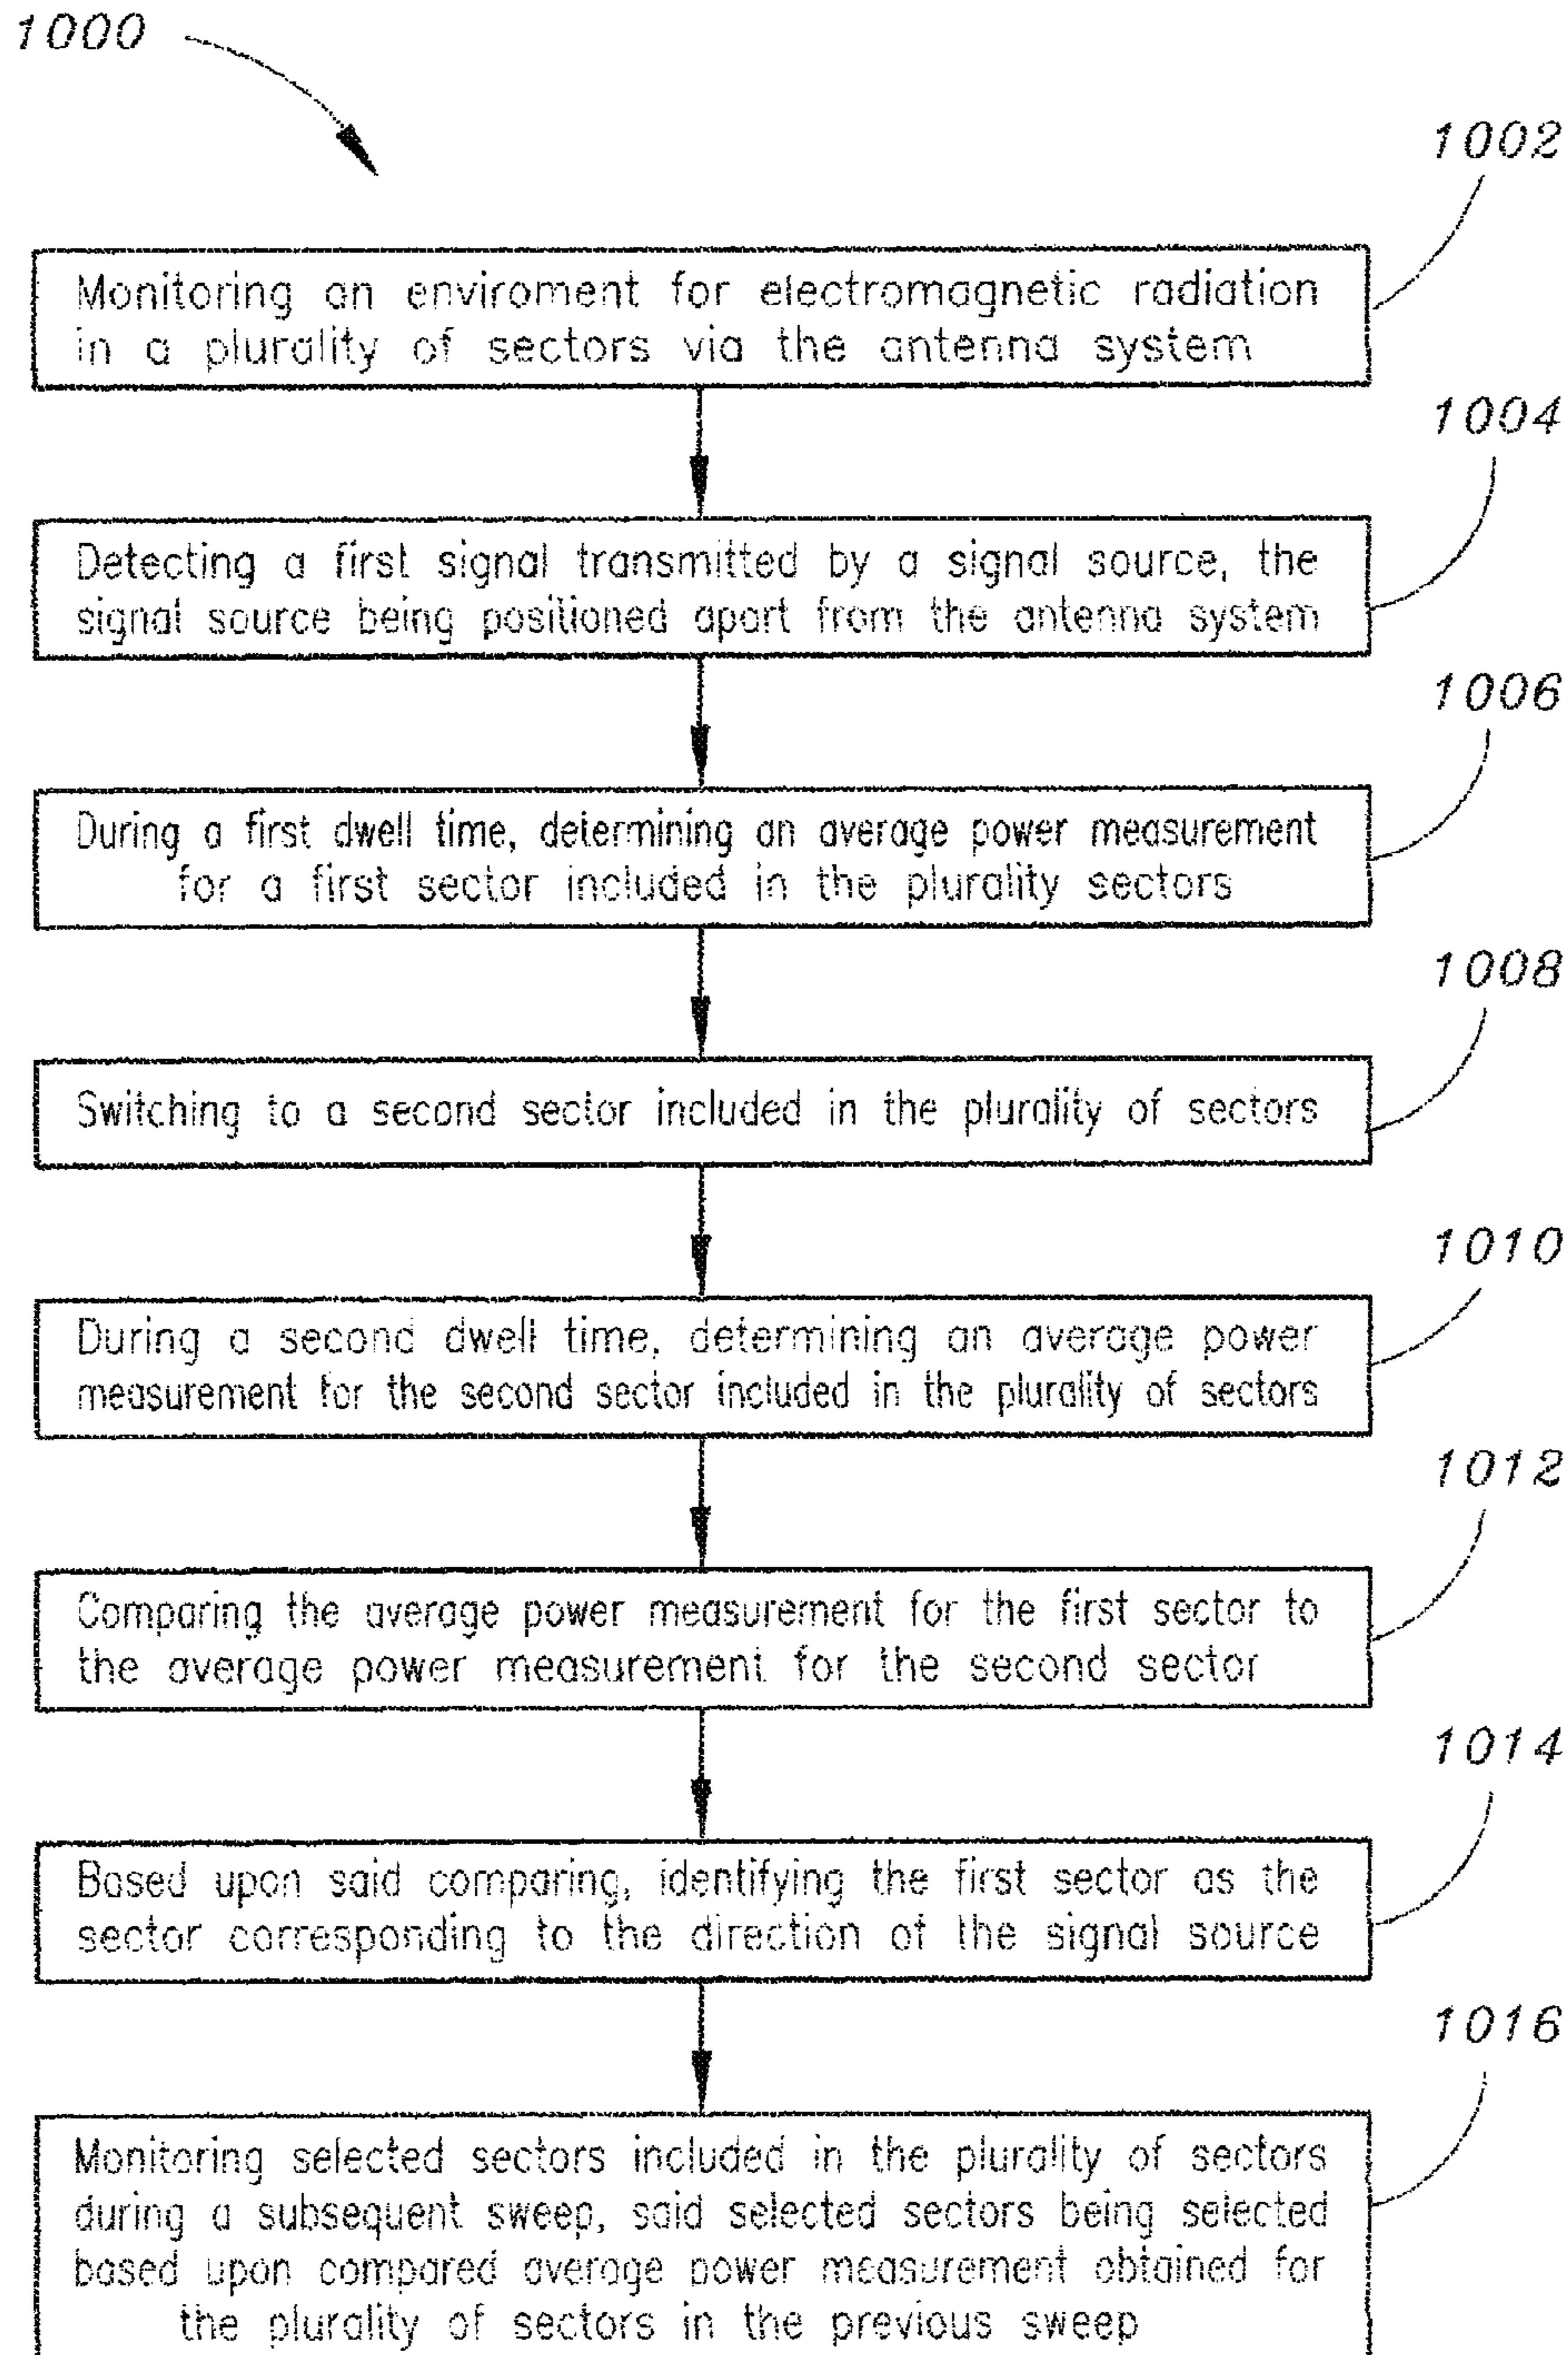 1000
1002
Monitoring an enviroment for electromagnetic radiation
in a plurality of sectors via the antenna system
1004
Detecting a first signal transmitted by a signal source, the
signal source being positioned apart from the antenna system
1006
During a first dwell time, determining an average power measurement
for a first sector included in the plurality sectors
1008
Switching to a second sector included in the plurality of sectors
1010
During a second dwell time, determining an average power
measurement for the second sector included in the plurality of sectors
1012
Comparing the average power measurement for the first sector to
the average power measurement for the second sector
1014
Based upon said comparing, identifying the first sector as the
sector corresponding to the direction of the signal source
1016
Monitoring selected sectors included in the plurality of sectors
during a subsequent sweep, said selected sectors being selected
based upon compared average power measurement obtained for
the plurality of sectors in the previous sweep